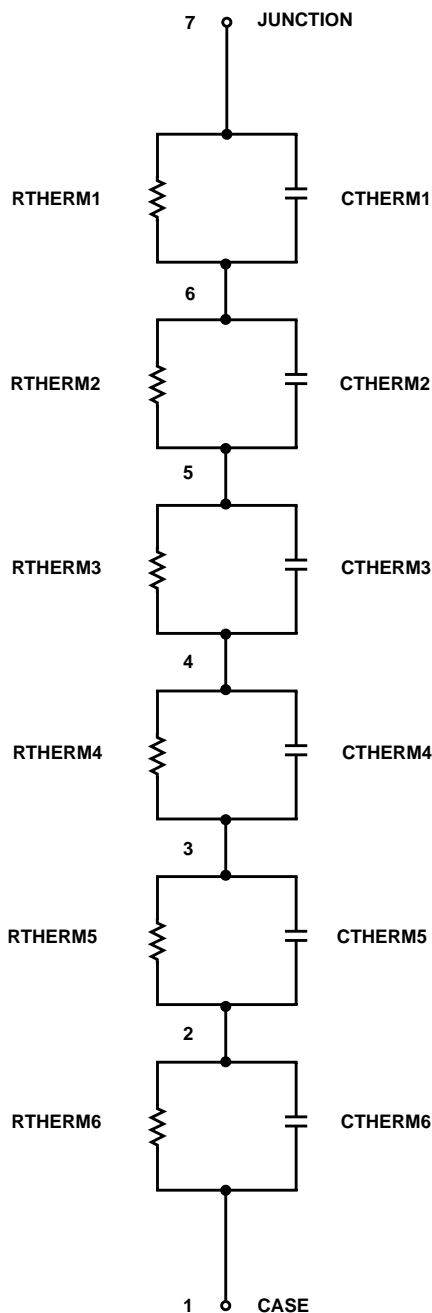 7 JUNCTION
RTHERM1 CTHERM1
6
RTHERM2 CTHERM2
5
RTHERM3 CTHERM3
4
RTHERM4 CTHERM4
3
RTHERM5 CTHERM5
2
RTHERM6 CTHERM6
1 CASE